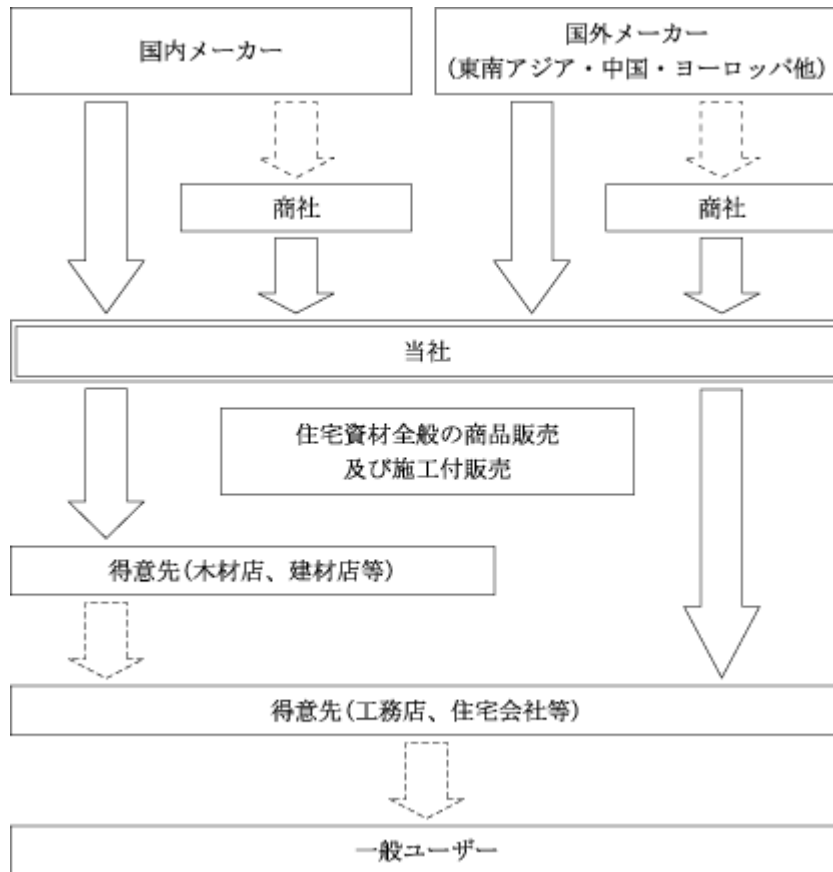 国内メーカー
国外メーカー
(東南アジア・中国・ヨーロッパ他)
商社
商社
当社
住宅資材全般の商品販売
及び施工付販売
得意先(木材店、建材店等)
得意先(工務店、住宅会社等)
一般ユーザー